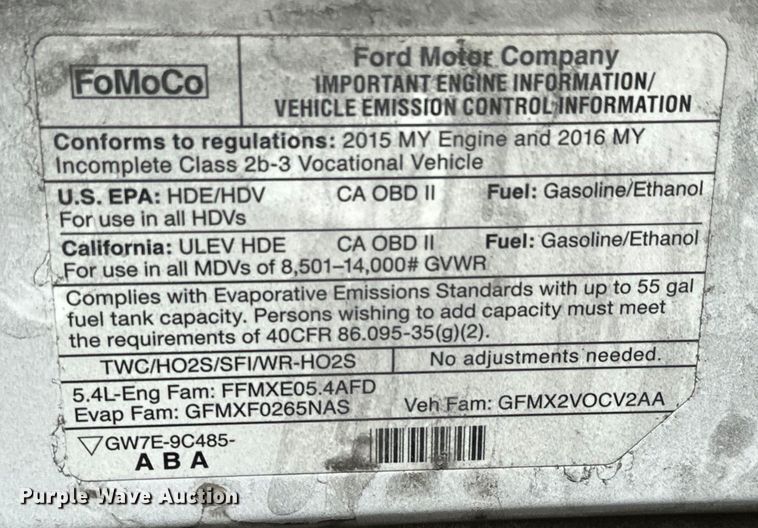 FoMoCo
Ford Motor Company
IMPORTANT ENGINE INFORMATION/
VEHICLE EMISSION CONTROL INFORMATION
Conforms to regulations: 2015 MY Engine and 2016 MY
Incomplete Class 2b-3 Vocational Vehicle
U.S. EPA: HDE/HDV CA OBD II Fuel: Gasoline/Ethanol
For use in all HDVs
California: ULEV HDE CA OBD II Fuel: Gasoline/Ethanol
For use in all MDVs of 8,501–14,000# GVWR
Complies with Evaporative Emissions Standards with up to 55 gal
fuel tank capacity. Persons wishing to add capacity must meet
the requirements of 40CFR 86.095-35(g)(2).
TWC/HO2S/SFI/WR-HO2S No adjustments needed.
5.4L-Eng Fam: FFMXE05.4AFD
Evap Fam: GFMXF0265NAS Veh Fam: GFMX2VOCV2AA
GW7E-9C485-
A B A
Purple Wave Auction